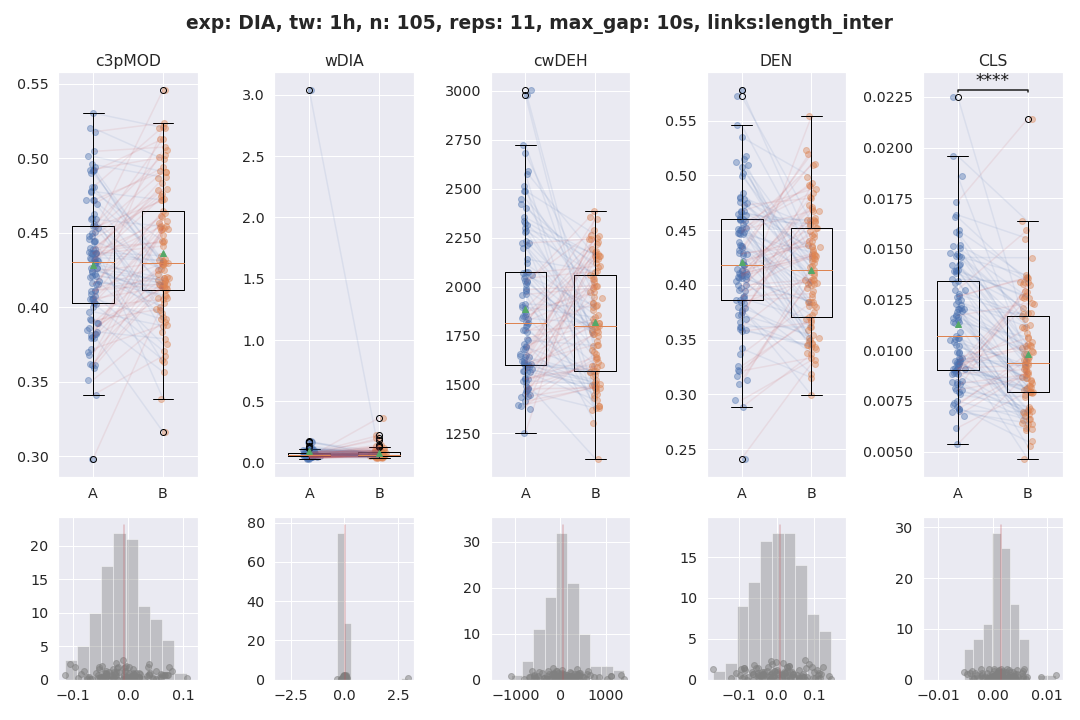 exp: DIA, tw: 1h, n: 105, reps: 11, max_gap: 10s, links:length_inter
c3pMOD wDIA cwDEH DEN CLS
****
0.55 0.50 0.45 0.40 0.35 0.30
A B
3.0 2.5 2.0 1.5 1.0 0.5 0.0
A B
3000 2750 2500 2250 2000 1750 1500 1250
A B
0.55 0.50 0.45 0.40 0.35 0.30 0.25
A B
0.0225 0.0200 0.0175 0.0150 0.0125 0.0100 0.0075 0.0050
A B
20 15 10 5 0
−0.1 0.0 0.1
80 60 40 20 0
−2.5 0.0 2.5
30 20 10 0
−1000 0 1000
15 10 5 0
−0.1 0.0 0.1
30 20 10 0
−0.01 0.00 0.01